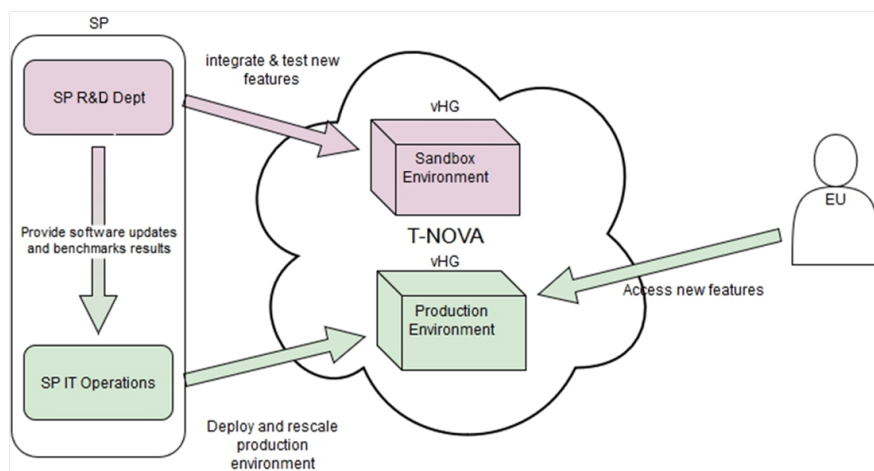 SP
SP R&D Dept
Provide software updates
and benchmarks results
SP IT Operations
integrate & test new
features
vHG
Sandbox
Environment
T-NOVA
vHG
Production
Environment
Deploy and rescale
production
environment
EU
Access new features